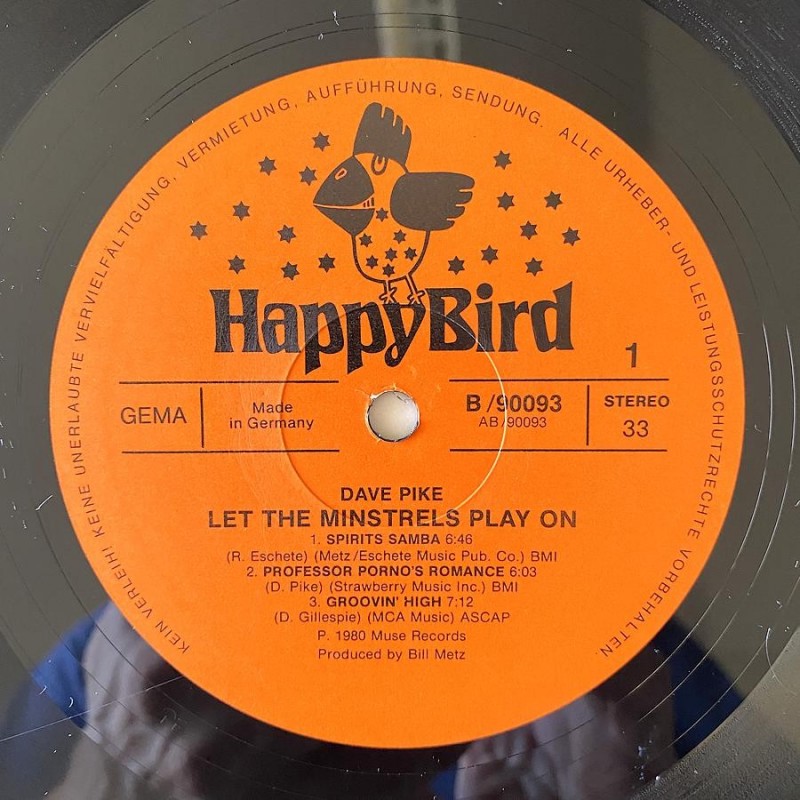 KEIN VERLEIH! KEINE UNERLAUBTE VERVIELFÄLTIGUNG, VERMIETUNG, AUFFÜHRUNG, SENDUNG. ALLE URHEBER- UND LEISTUNGSSCHUTZRECHTE VORBEHALTEN.
HappyBird
1
GEMA
Made
in Germany
B/90093
AB/90093
STEREO
33
DAVE PIKE
LET THE MINSTRELS PLAY ON
1. SPIRITS SAMBA 6:46
(R. Eschete) (Metz/Eschete Music Pub. Co.) BMI
2. PROFESSOR PORNO'S ROMANCE 6:03
(D. Pike) (Strawberry Music Inc.) BMI
3. GROOVIN' HIGH 7:12
(D. Gillespie) (MCA Music) ASCAP
P. 1980 Muse Records
Produced by Bill Metz